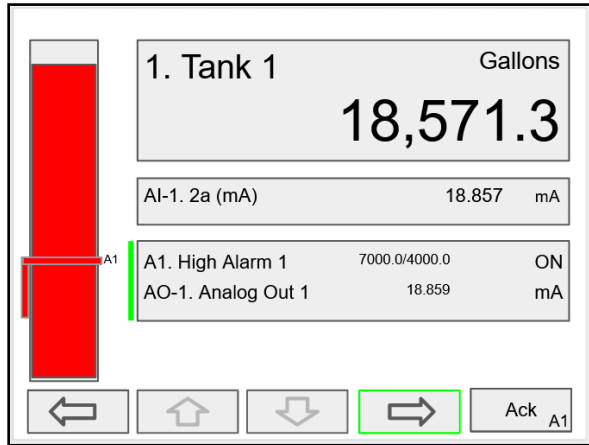 1. Tank 1 Gallons
18,571.3
AI-1. 2a (mA) 18.857 mA
A1
A1. High Alarm 1 7000.0/4000.0 ON
AO-1. Analog Out 1 18.859 mA
Ack A1